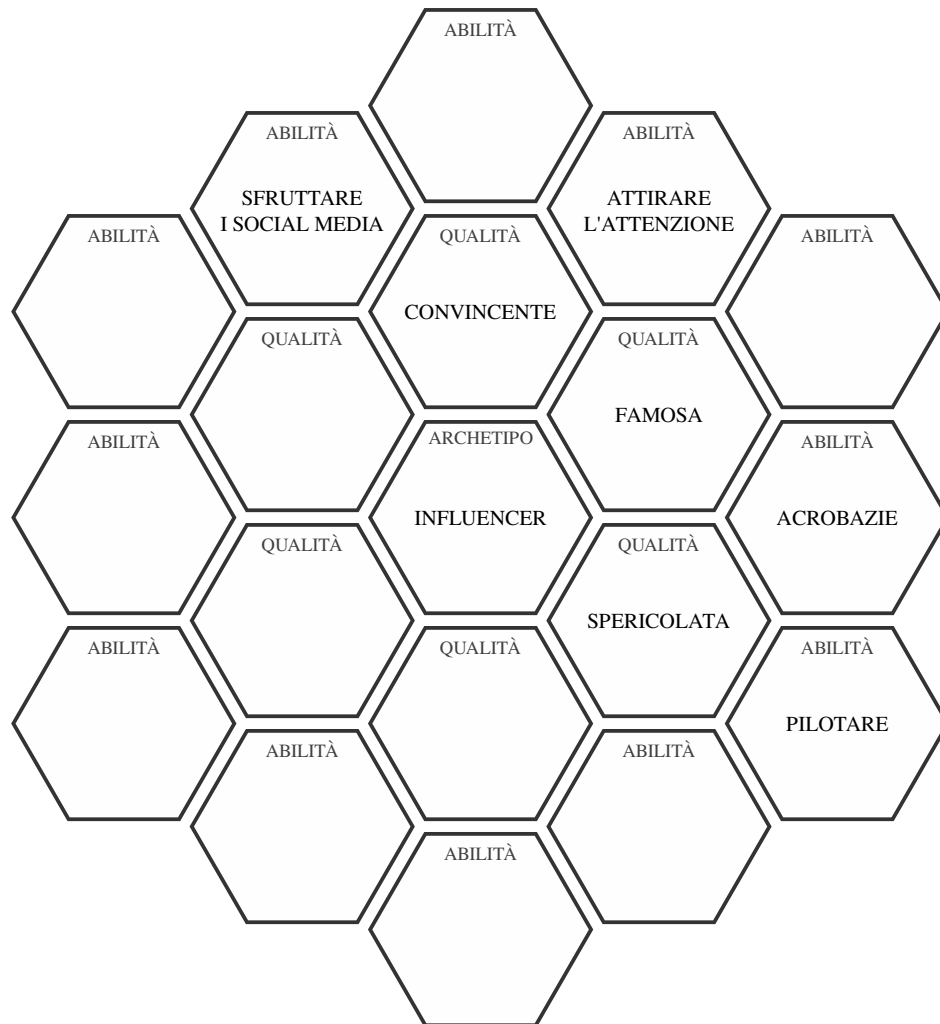 ABILITÀ
ABILITÀ
SFRUTTARE
I SOCIAL MEDIA
ABILITÀ
ATTIRARE
L'ATTENZIONE
ABILITÀ
QUALITÀ
CONVINCENTE
ABILITÀ
QUALITÀ
QUALITÀ
FAMOSA
ABILITÀ
ARCHETIPO
INFLUENCER
ABILITÀ
ACROBAZIE
QUALITÀ
QUALITÀ
SPERICOLATA
ABILITÀ
QUALITÀ
ABILITÀ
PILOTARE
ABILITÀ
ABILITÀ
ABILITÀ